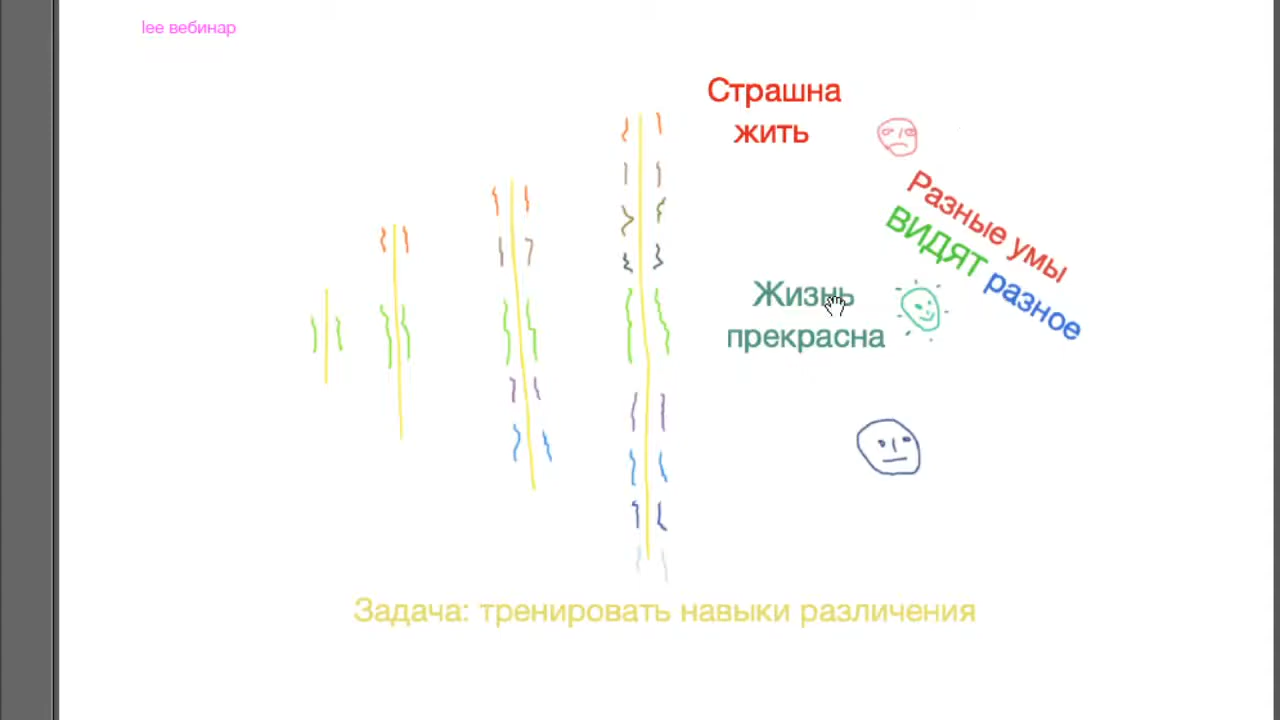 lee вебинар
Страшна
жить
Разные умы
ВИДЯТ разное
Жизнь
прекрасна
Задача: тренировать навыки различения